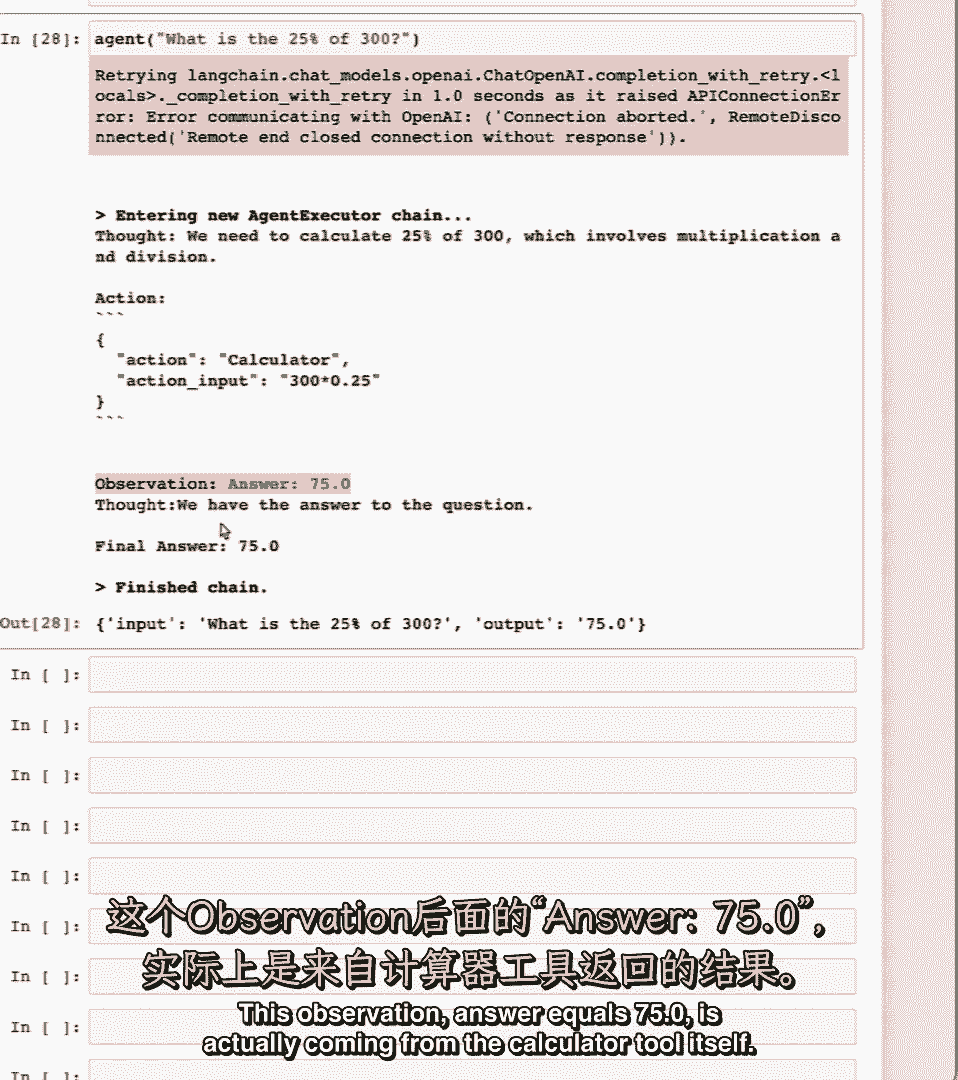 In [28]: agent("What is the 25% of 300?")
Retrying langchain.chat_models.openai.ChatOpenAI.completion_with_retry.<l
ocals>._completion_with_retry in 1.0 seconds as it raised APIConnectionEr
ror: Error communicating with OpenAI: ('Connection aborted.', RemoteDisco
nnected('Remote end closed connection without response')).
> Entering new AgentExecutor chain...
Thought: We need to calculate 25% of 300, which involves multiplication a
nd division.
Action:
```
{
  "action": "Calculator",
  "action_input": "300*0.25"
}
```
Observation: Answer: 75.0
Thought:We have the answer to the question.
Final Answer: 75.0
> Finished chain.
Out[28]: {'input': 'What is the 25% of 300?', 'output': '75.0'}
In [ ]:
In [ ]:
In [ ]:
In [ ]:
In [ ]:
In [ ]:
这个Observation后面的“Answer: 75.0”,
In [ ]:
实际上是来自计算器工具返回的结果。
In [ ]:
This observation, answer equals 75.0, is
actually coming from the calculator tool itself.
In [ ]: